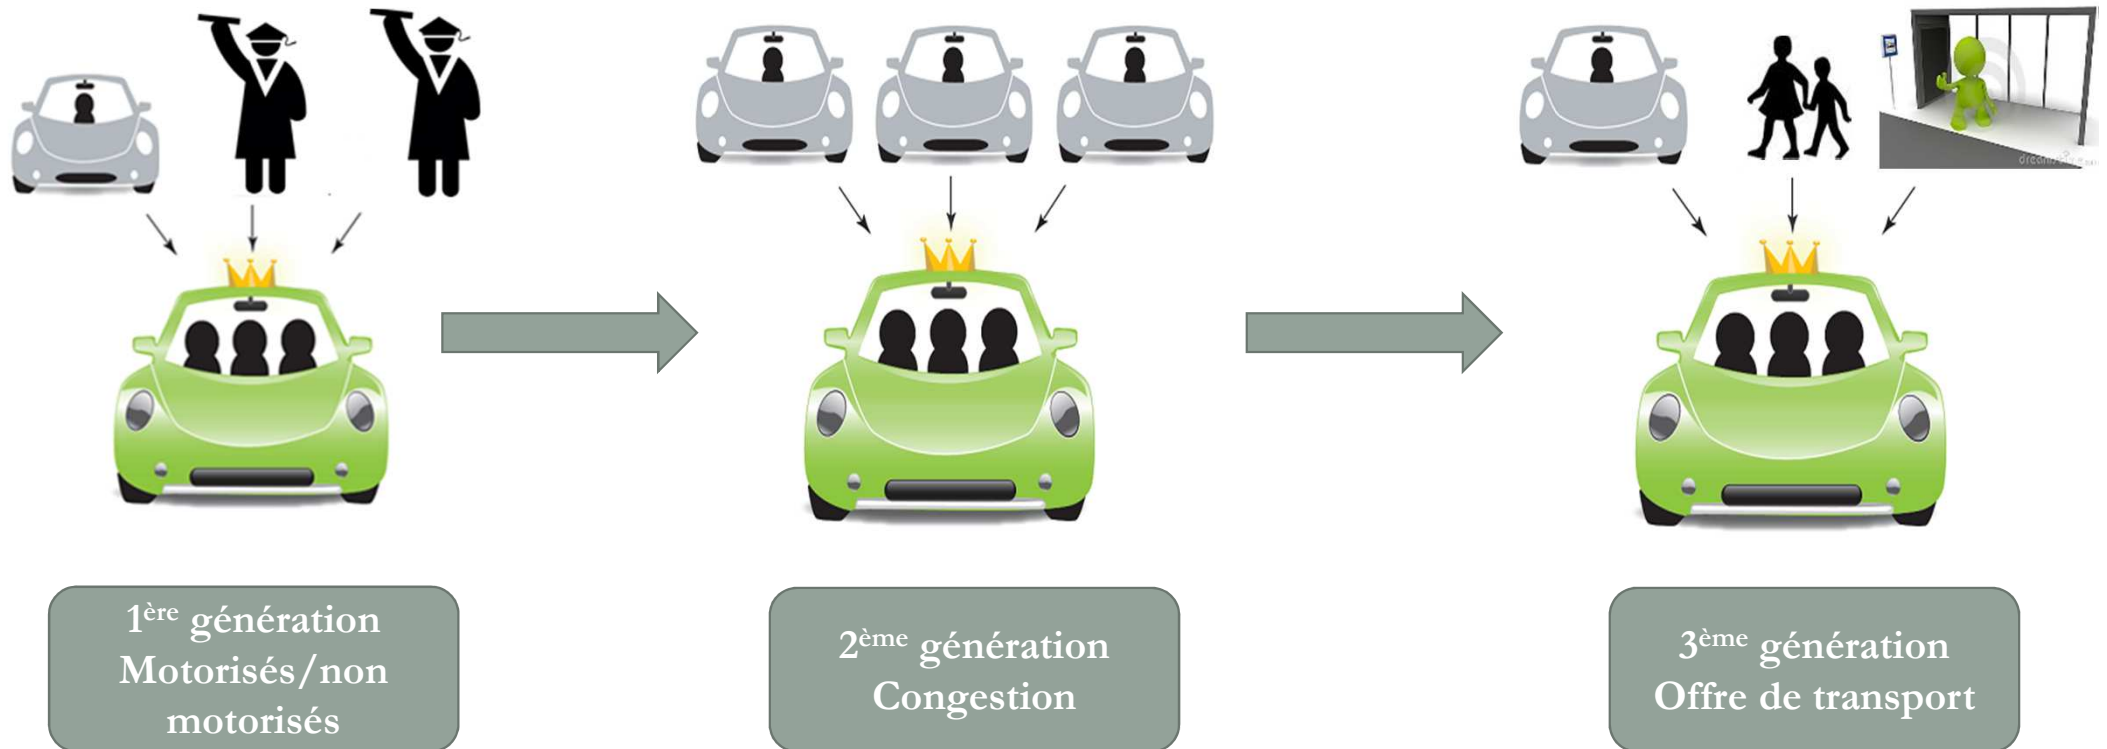 1ère génération
Motorisés/non
motorisés
2ème génération
Congestion
3ème génération
Offre de transport